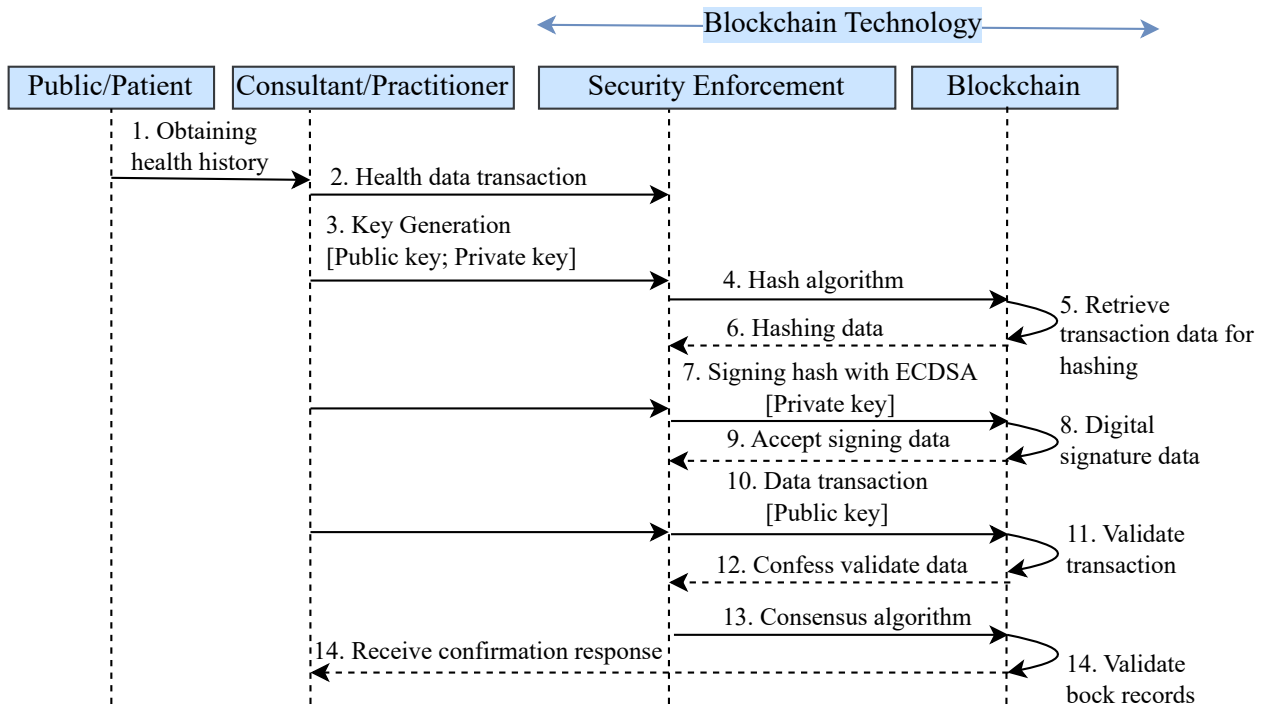 Blockchain Technology
Public/Patient
Consultant/Practitioner
Security Enforcement
Blockchain
1. Obtaining
health history
2. Health data transaction
3. Key Generation
[Public key; Private key]
4. Hash algorithm
5. Retrieve
transaction data for
hashing
6. Hashing data
7. Signing hash with ECDSA
[Private key]
8. Digital
signature data
9. Accept signing data
10. Data transaction
[Public key]
11. Validate
transaction
12. Confess validate data
13. Consensus algorithm
14. Receive confirmation response
14. Validate
bock records